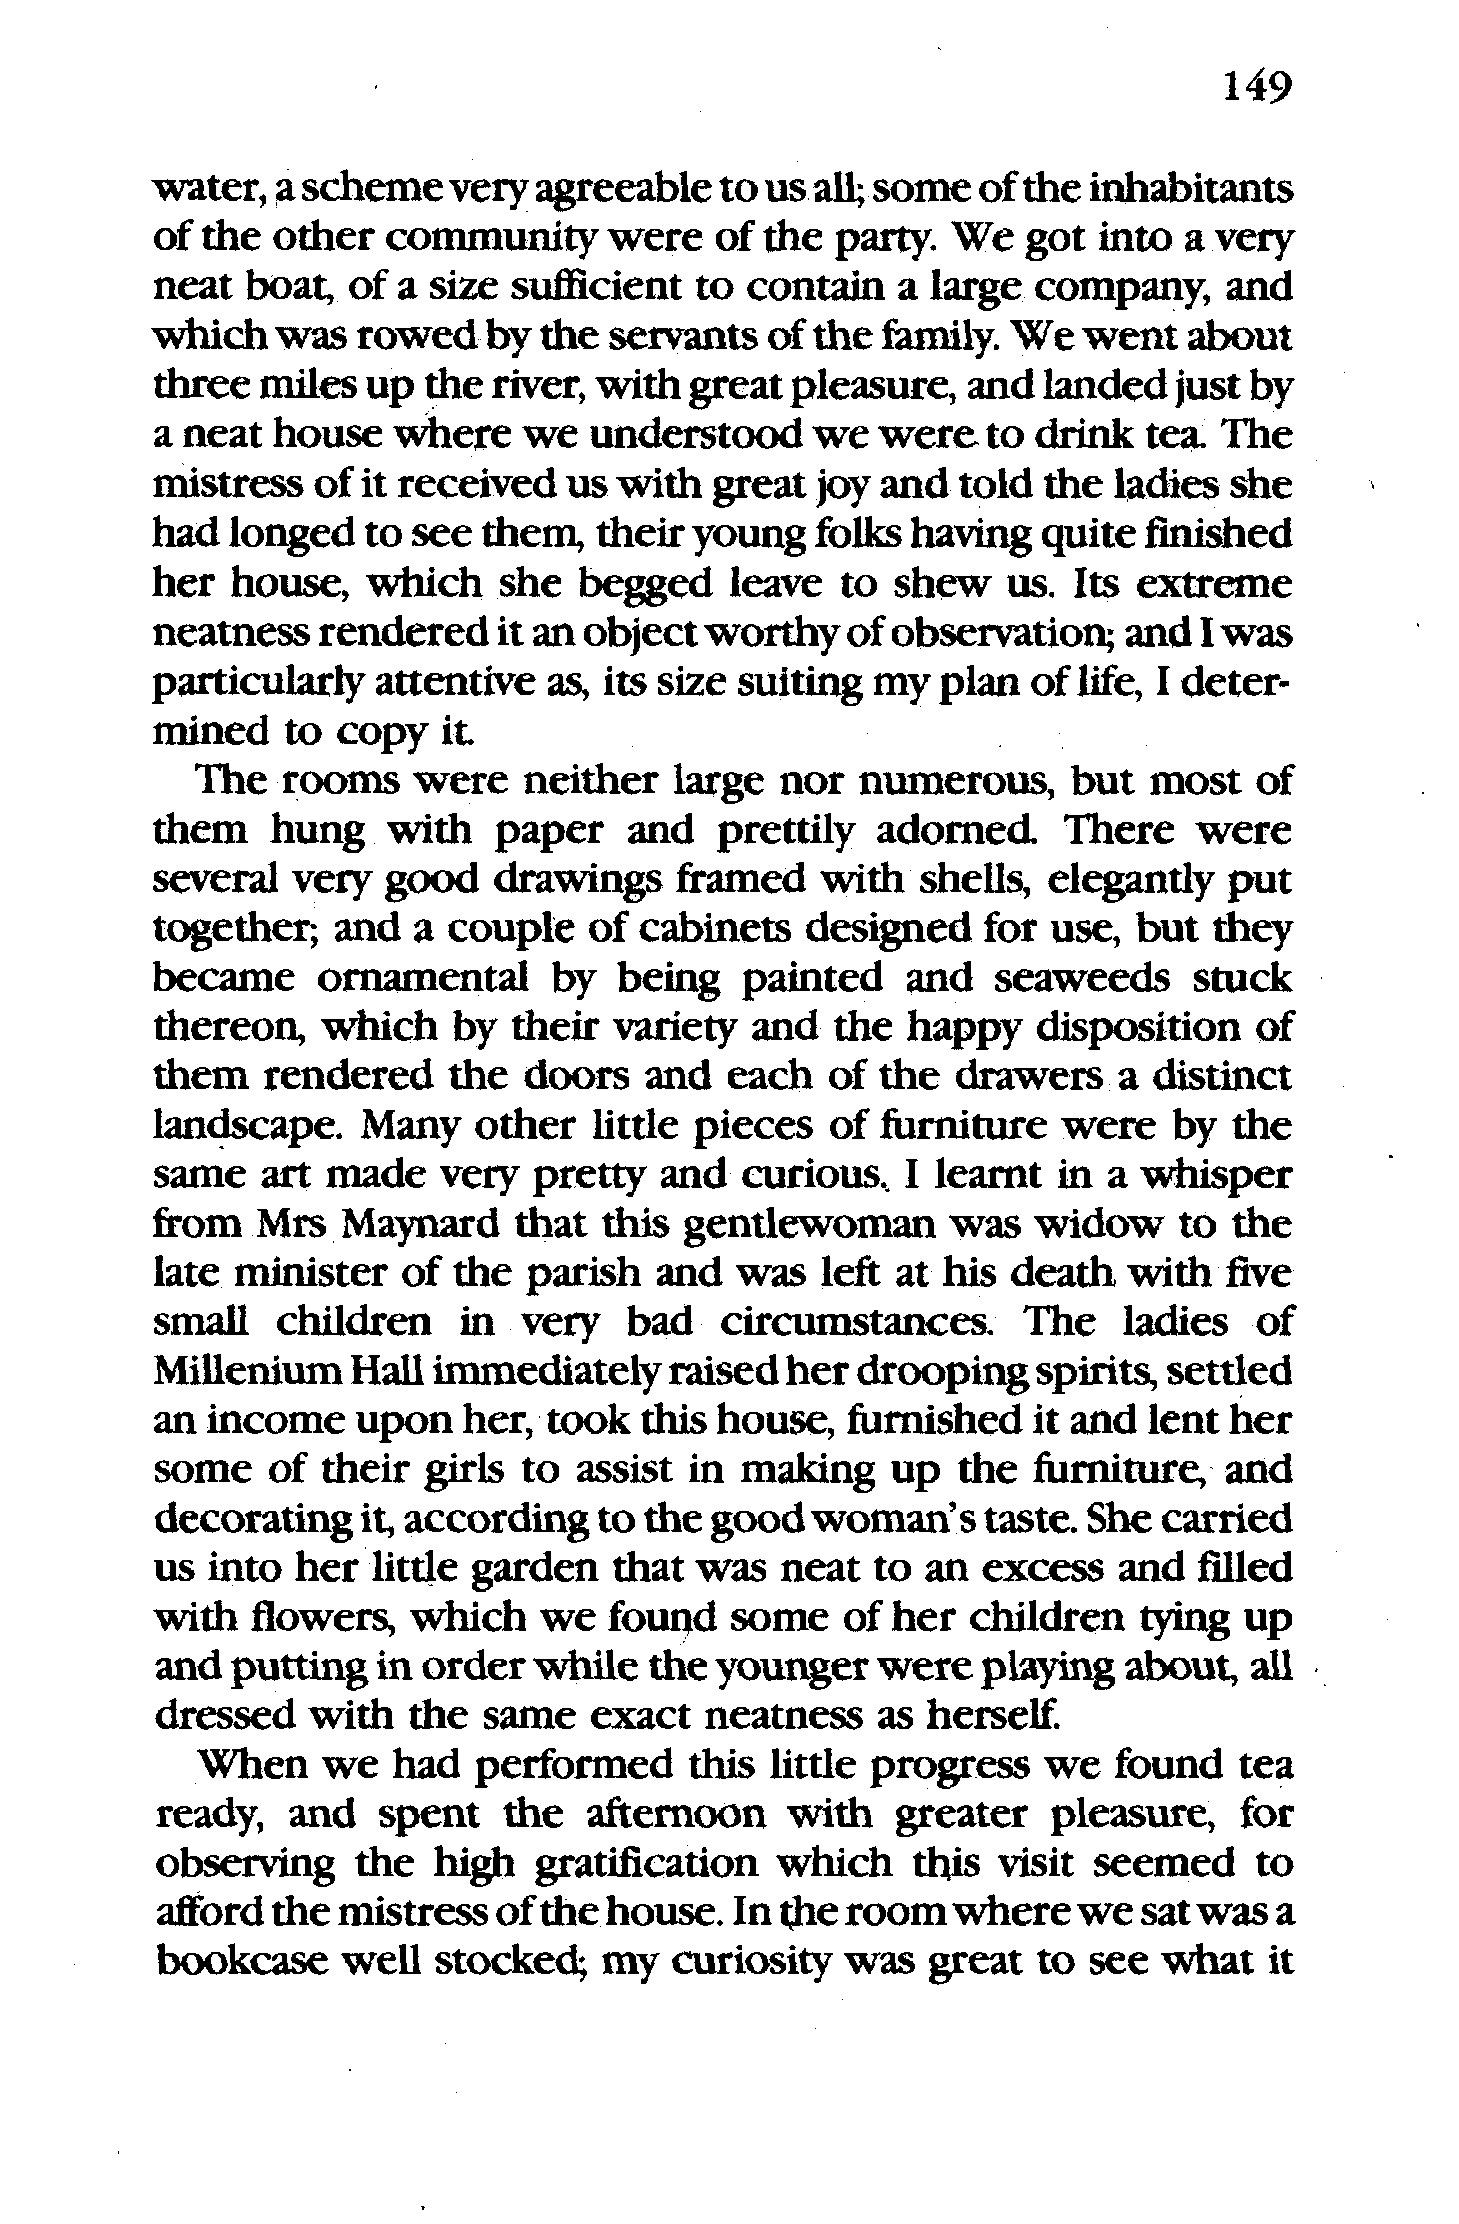 149
water, a scheme very agreeable to us all; some of the inhabitants
of the other community were of the party. We got into a very
neat boat, of a size sufficient to contain a large company, and
which was rowed by the servants of the family. We went about
three miles up the river, with great pleasure, and landed just by
a neat house where we understood we were to drink tea. The
mistress of it received us with great joy and told the ladies she
had longed to see them, their young folks having quite finished
her house, which she begged leave to shew us. Its extreme
neatness rendered it an object worthy of observation; and I was
particularly attentive as, its size suiting my plan of life, I deter-
mined to copy it.
The rooms were neither large nor numerous, but most of
them hung with paper and prettily adorned. There were
several very good drawings framed with shells, elegantly put
together; and a couple of cabinets designed for use, but they
became ornamental by being painted and seaweeds stuck
thereon, which by their variety and the happy disposition of
them rendered the doors and each of the drawers a distinct
landscape. Many other little pieces of furniture were by the
same art made very pretty and curious. I learnt in a whisper
from Mrs Maynard that this gentlewoman was widow to the
late minister of the parish and was left at his death with five
small children in very bad circumstances. The ladies of
Millenium Hall immediately raised her drooping spirits, settled
an income upon her, took this house, furnished it and lent her
some of their girls to assist in making up the furniture, and
decorating it, according to the good woman's taste. She carried
us into her little garden that was neat to an excess and filled
with flowers, which we found some of her children tying up
and putting in order while the younger were playing about, all
dressed with the same exact neatness as herself.
When we had performed this little progress we found tea
ready, and spent the afternoon with greater pleasure, for
observing the high gratification which this visit seemed to
afford the mistress of the house. In the room where we sat was a
bookcase well stocked; my curiosity was great to see what it